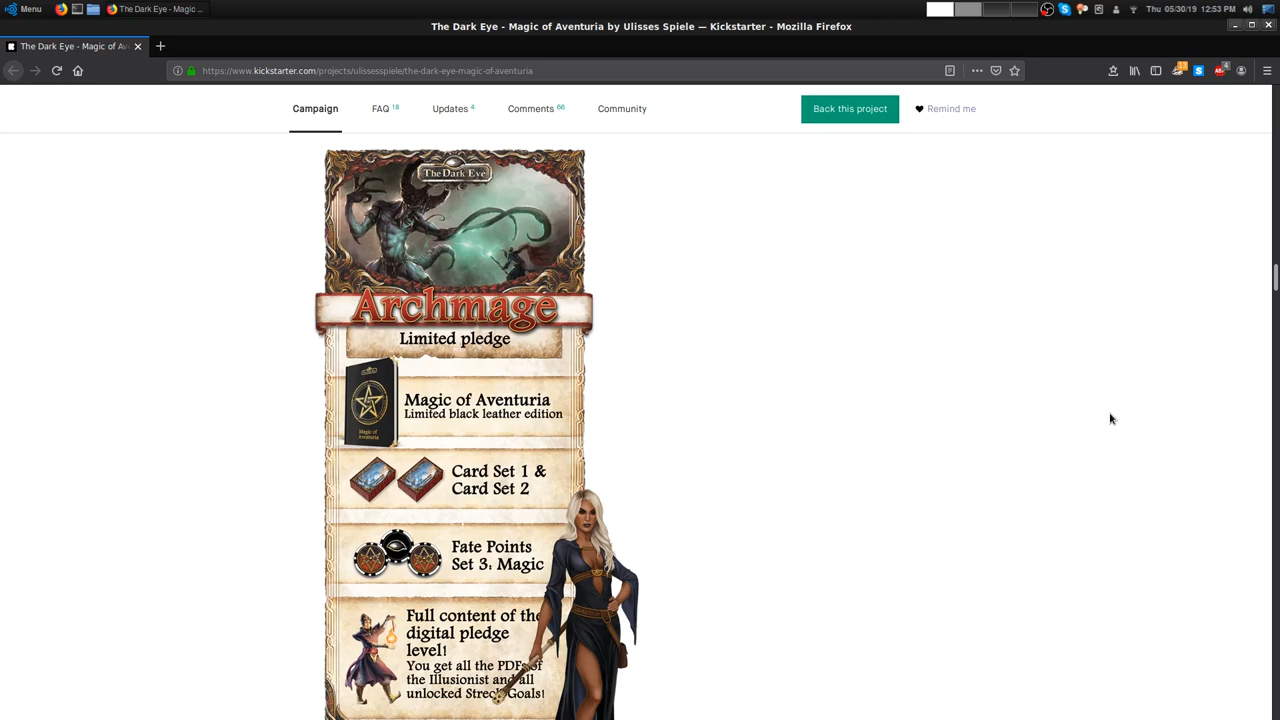 Menu
The Dark Eye - Magic ...
Thu 05/30/19 12:53 PM
The Dark Eye - Magic of Aventuria by Ulisses Spiele — Kickstarter - Mozilla Firefox
The Dark Eye - Magic of Av
https://www.kickstarter.com/projects/ulissesspiele/the-dark-eye-magic-of-aventuria
Campaign
FAQ 18
Updates 4
Comments 66
Community
Back this project
Remind me
The Dark Eye
Archmage
Limited pledge
Magic of Aventuria
Magic of Aventuria
Limited black leather edition
Card Set 1 &
Card Set 2
Fate Points
Set 3: Magic
Full content of the
digital pledge
level!
You get all the PDFs of
the Illusionist and all
unlocked Strech Goals!